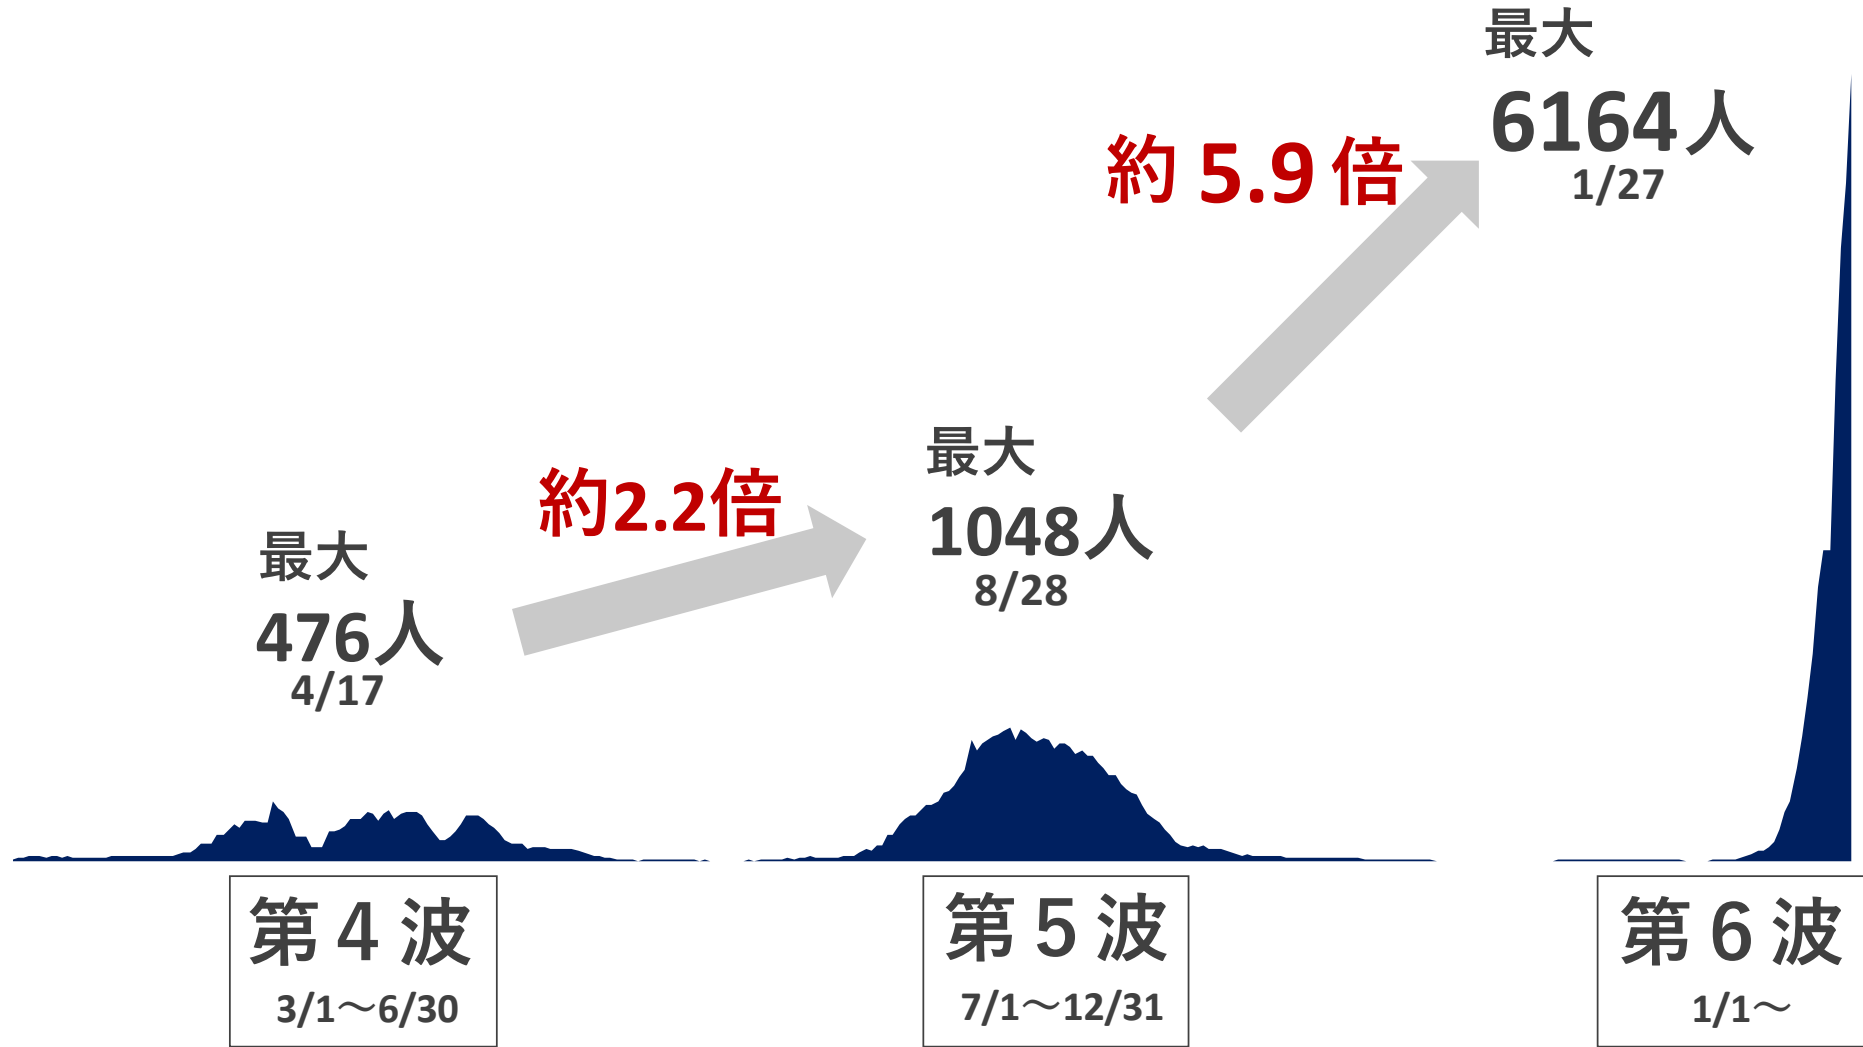 最大
476人
4/17
約2.2倍
最大
1048人
8/28
約 5.9 倍
最大
6164人
1/27
第4波
3/1～6/30
第5波
7/1～12/31
第6波
1/1～